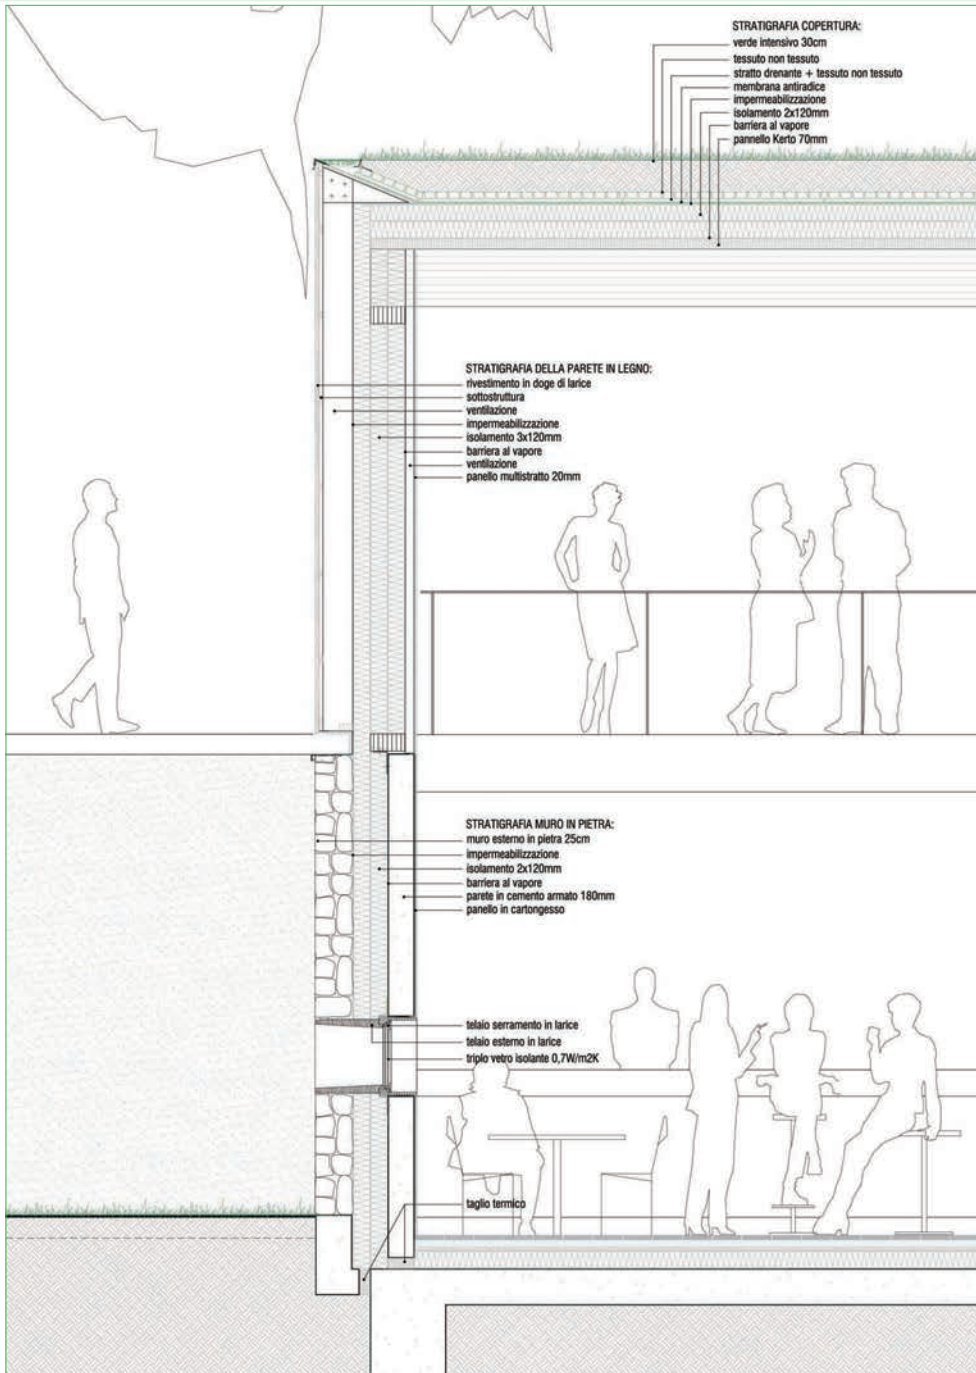 STRATIGRAFIA COPERTURA:
verde intensivo 30cm
tessuto non tessuto
stratto drenante + tessuto non tessuto
membrana antiradice
impermeabilizzazione
isolamento 2x120mm
barriera al vapore
pannello Kerto 70mm
STRATIGRAFIA DELLA PARETE IN LEGNO:
rivestimento in doge di larice
sottostruttura
ventilazione
impermeabilizzazione
isolamento 3x120mm
barriera al vapore
ventilazione
panello multistratto 20mm
STRATIGRAFIA MURO IN PIETRA:
muro esterno in pietra 25cm
impermeabilizzazione
isolamento 2x120mm
barriera al vapore
parete in cemento armato 180mm
panello in cartongesso
telaio serramento in larice
telaio esterno in larice
triplo vetro isolante 0,7W/m2K
taglio termico